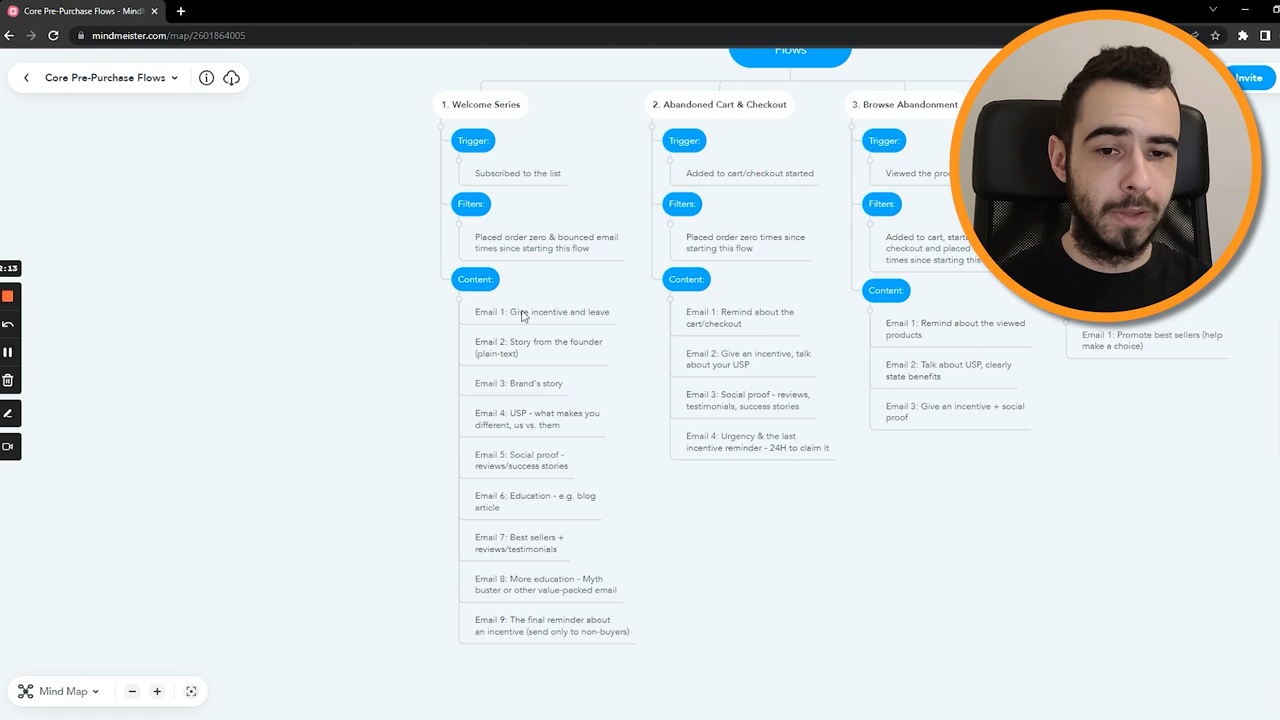 Core Pre-Purchase Flows - Mind
mindmeister.com/map/2601864005
Core Pre-Purchase Flows
Flows
Invite
1. Welcome Series
Trigger:
Subscribed to the list
Filters:
Placed order zero & bounced email
times since starting this flow
Content:
Email 1: Give incentive and leave
Email 2: Story from the founder
(plain-text)
Email 3: Brand's story
Email 4: USP - what makes you
different, us vs. them
Email 5: Social proof -
reviews/success stories
Email 6: Education - e.g. blog
article
Email 7: Best sellers +
reviews/testimonials
Email 8: More education - Myth
buster or other value-packed email
Email 9: The final reminder about
an incentive (send only to non-buyers)
2. Abandoned Cart & Checkout
Trigger:
Added to cart/checkout started
Filters:
Placed order zero times since
starting this flow
Content:
Email 1: Remind about the
cart/checkout
Email 2: Give an incentive, talk
about your USP
Email 3: Social proof - reviews,
testimonials, success stories
Email 4: Urgency & the last
incentive reminder - 24H to claim it
3. Browse Abandonment
Trigger:
Viewed the
Filters:
Added to cart,
checkout and placed
times since starting this
Content:
Email 1: Remind about the viewed
products
Email 2: Talk about USP, clearly
state benefits
Email 3: Give an incentive + social
proof
Email 1: Promote best sellers (help
make a choice)
2:13
Mind Map